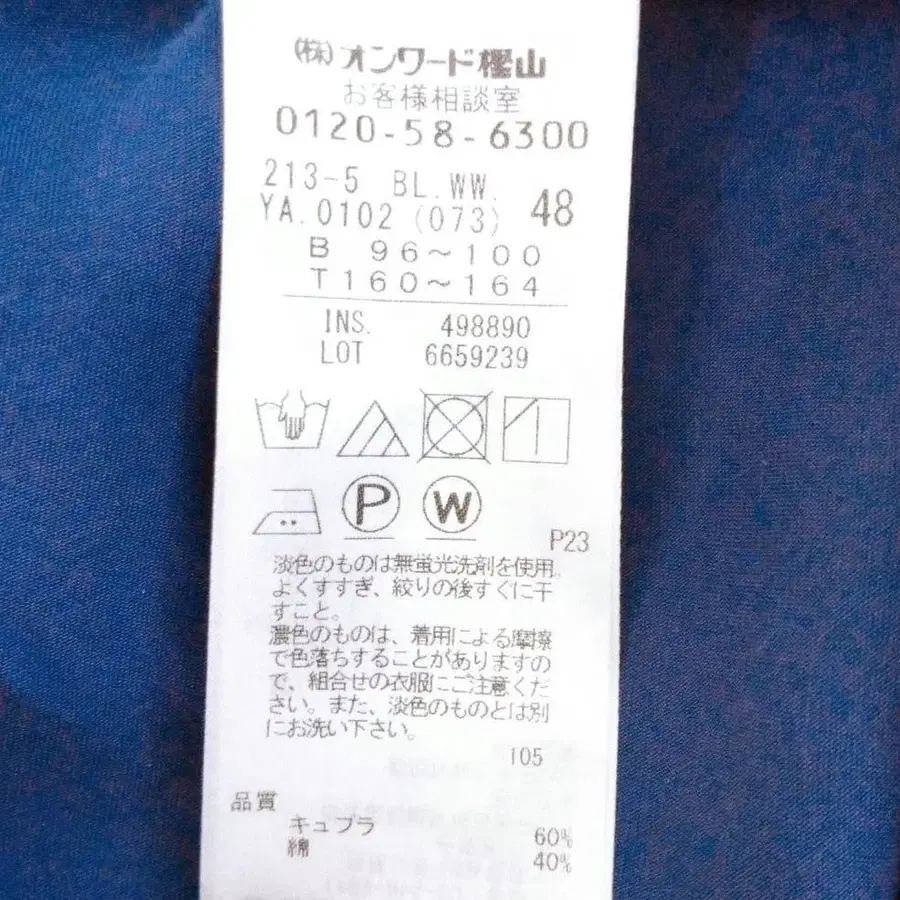 (株)オンワード樫山
お客様相談室
0120-58-6300
213-5 BL.WW.
YA.0102 (073) 48
B 96～100
T160～164
INS. 498890
LOT 6659239
P W
P23
淡色のものは無蛍光洗剤を使用。
よくすすぎ、絞りの後すぐに干
すこと。
濃色のものは、着用による摩擦
で色落ちすることがありますの
で、組合せの衣服にご注意くだ
さい。また、淡色のものとは別
にお洗い下さい。
105
品質
キュプラ 60%
綿 40%